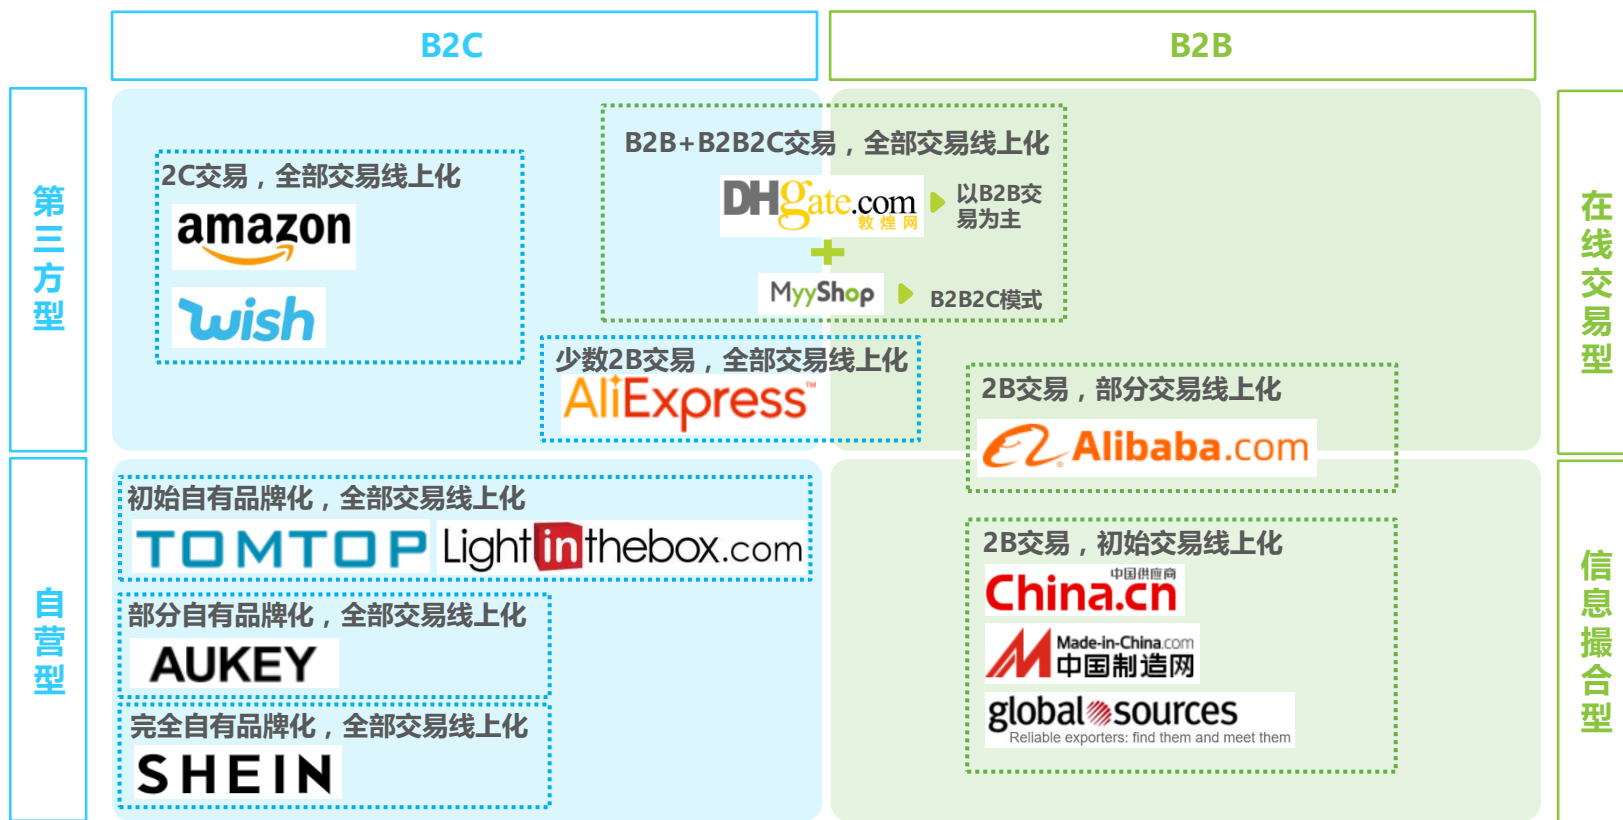 B2C
B2B
第三方型
2C交易，全部交易线上化
amazon
wish
B2B+B2B2C交易，全部交易线上化
DHgate.com
敦煌网
以B2B交
易为主
MyyShop
B2B2C模式
少数2B交易，全部交易线上化
AliExpress™
2B交易，部分交易线上化
Alibaba.com
在线交易型
自营型
初始自有品牌化，全部交易线上化
TOMTOP
Lightinthebox.com
部分自有品牌化，全部交易线上化
AUKEY
完全自有品牌化，全部交易线上化
SHEIN
2B交易，初始交易线上化
中国供应商
China.cn
Made-in-China.com
中国制造网
global sources
Reliable exporters: find them and meet them
信息撮合型